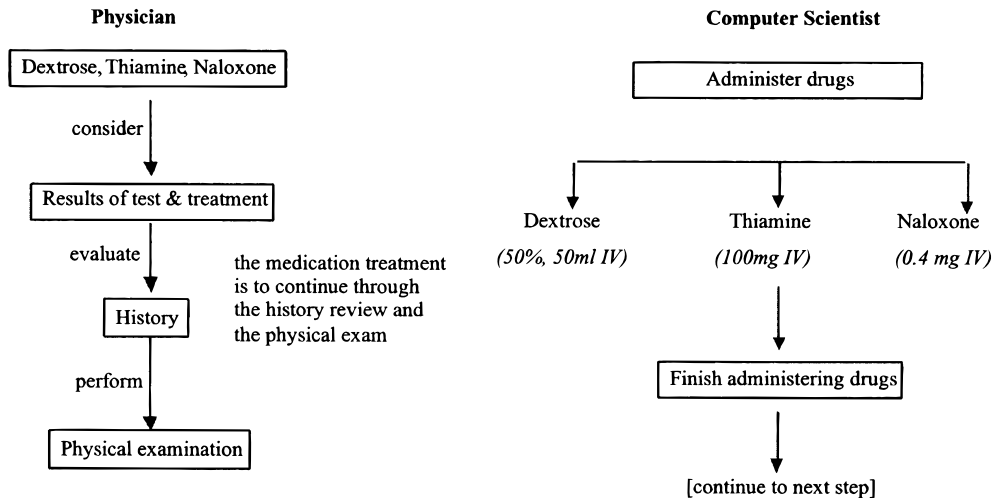 Physician
Dextrose, Thiamine, Naloxone
consider
Results of test & treatment
evaluate
the medication treatment
is to continue through
the history review and
the physical exam
History
perform
Physical examination
Computer Scientist
Administer drugs
Dextrose
(50%, 50ml IV)
Thiamine
(100mg IV)
Naloxone
(0.4 mg IV)
Finish administering drugs
[continue to next step]